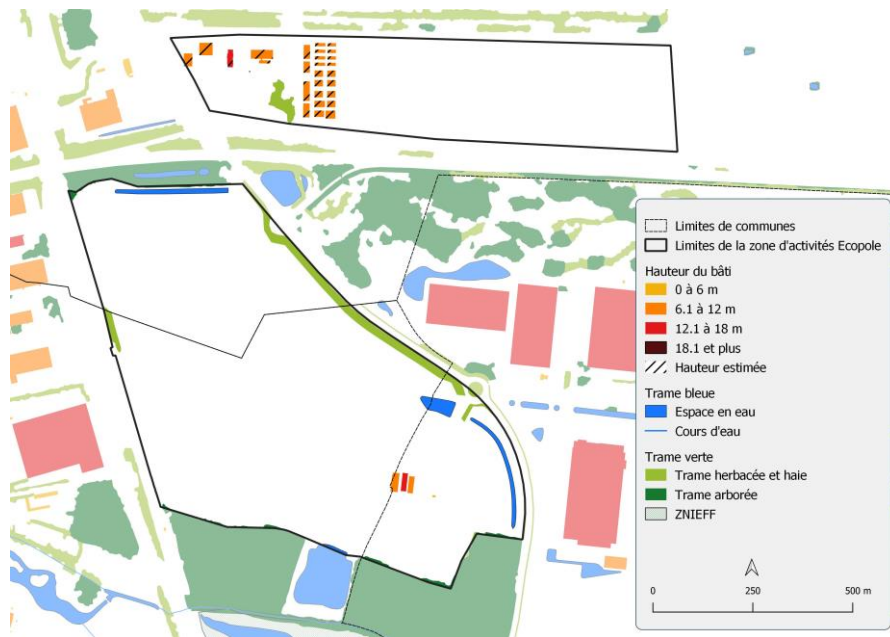 Limites de communes
Limites de la zone d'activités Ecopole
Hauteur du bâti
0 à 6 m
6.1 à 12 m
12.1 à 18 m
18.1 et plus
Hauteur estimée
Trame bleue
Espace en eau
Cours d'eau
Trame verte
Trame herbacée et haie
Trame arborée
ZNIEFF
0 250 500 m